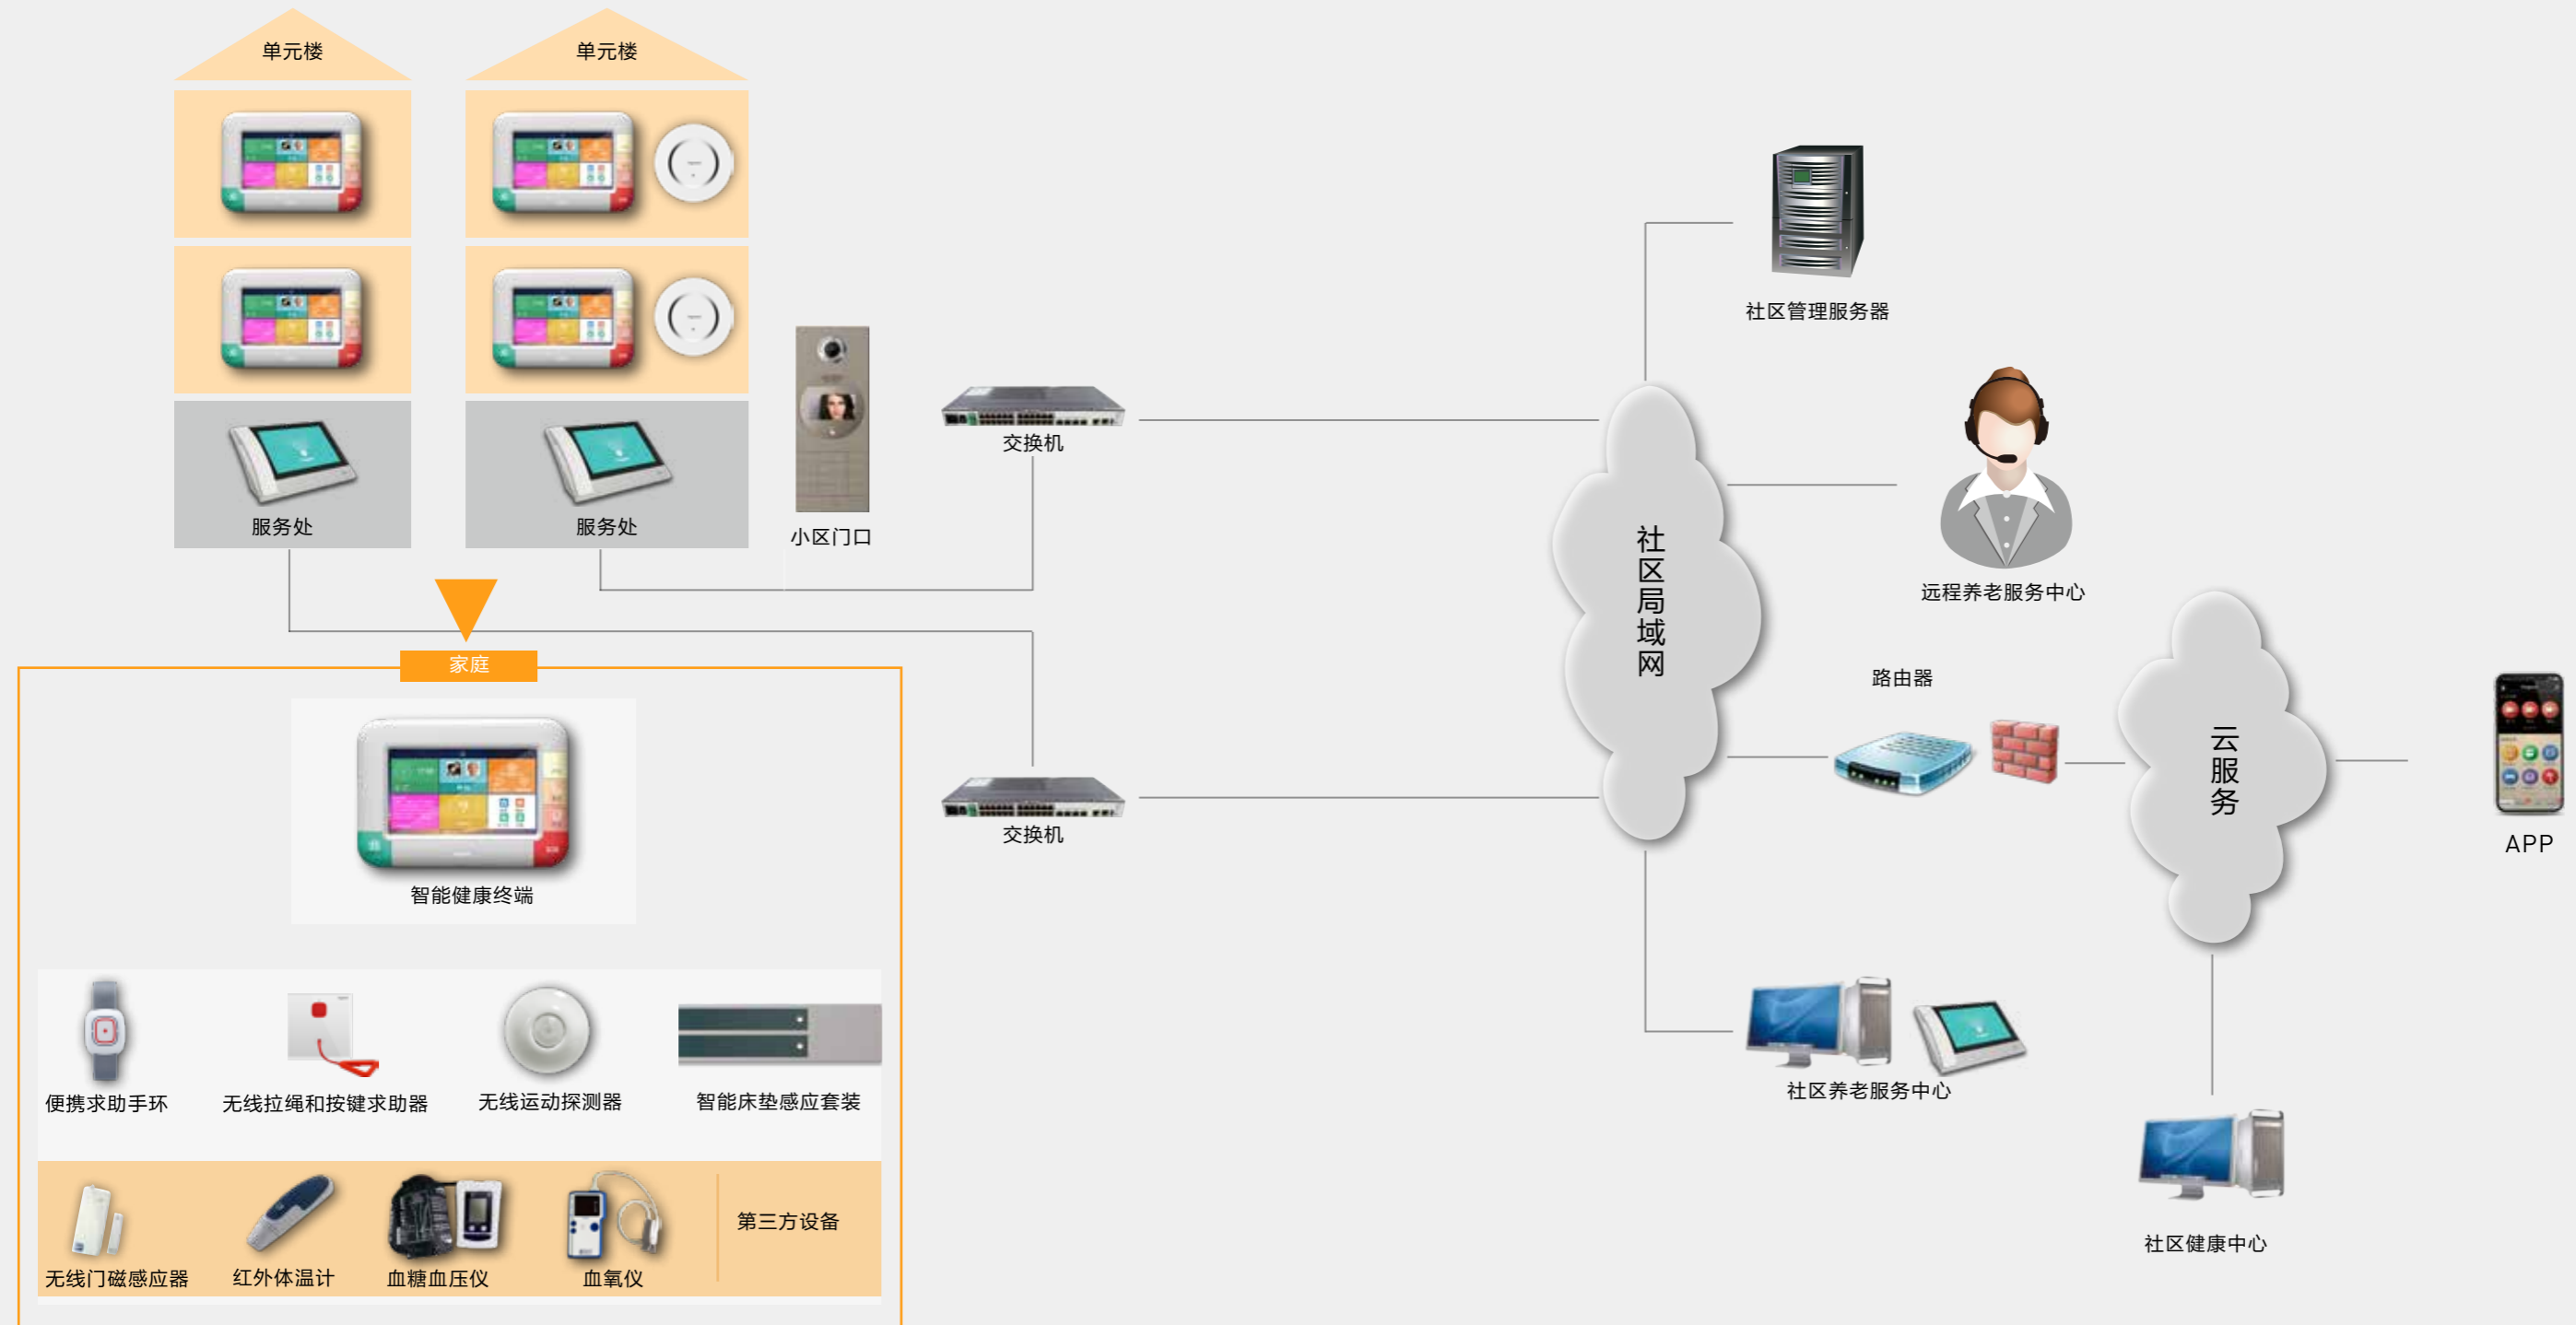 单元楼
单元楼
服务处
服务处
小区门口
交换机
交换机
社区局域网
社区管理服务器
远程养老服务中心
路由器
云服务
APP
社区养老服务中心
社区健康中心
家庭
智能健康终端
便携求助手环
无线拉绳和按键求助器
无线运动探测器
智能床垫感应套装
无线门磁感应器
红外体温计
血糖血压仪
血氧仪
第三方设备